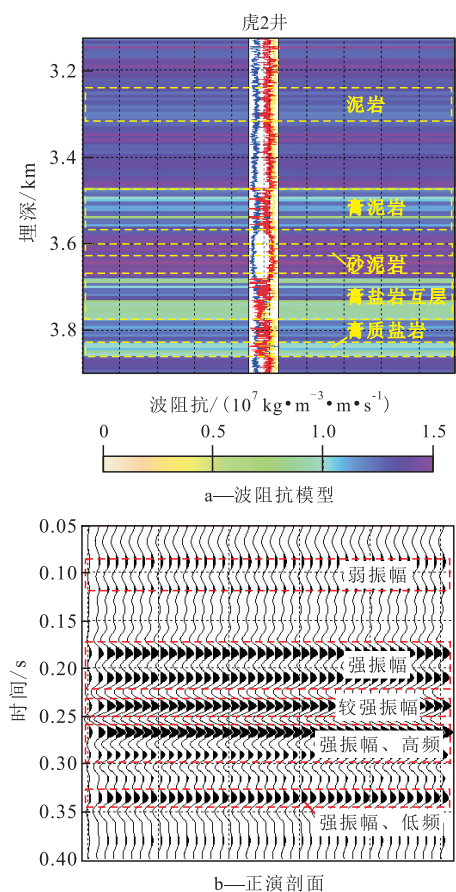 虎2井
3.2
泥岩
3.4
膏泥岩
3.6
砂泥岩
膏盐岩互层
3.8
膏质盐岩
埋深/km
波阻抗/(10⁷ kg•m⁻³•m•s⁻¹)
0 0.5 1.0 1.5
a—波阻抗模型
0.05
0.10
弱振幅
0.15
0.20
强振幅
较强振幅
0.25
强振幅、高频
0.30
0.35
强振幅、低频
0.40
时间/s
b—正演剖面